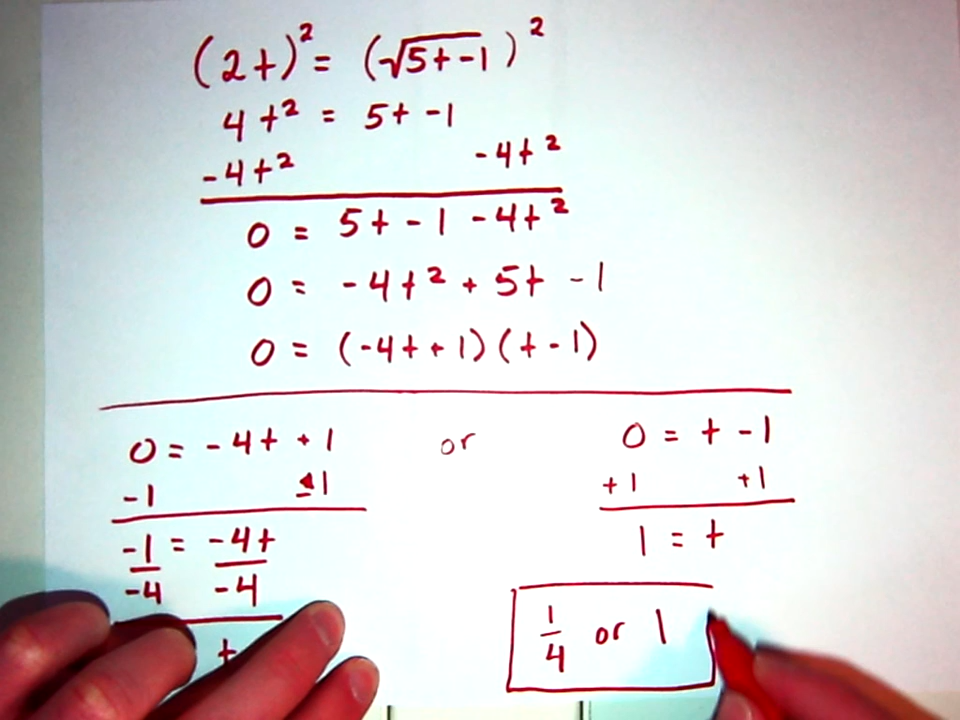 (2t)² = (√5t-1)²
4t² = 5t -1
-4t² -4t²
0 = 5t - 1 -4t²
0 = -4t² + 5t -1
0 = (-4t + 1)(t - 1)
0 = -4t + 1 or 0 = t - 1
-1 -1 +1 +1
-1/-4 = -4t/-4 1 = t
t
1/4 or 1